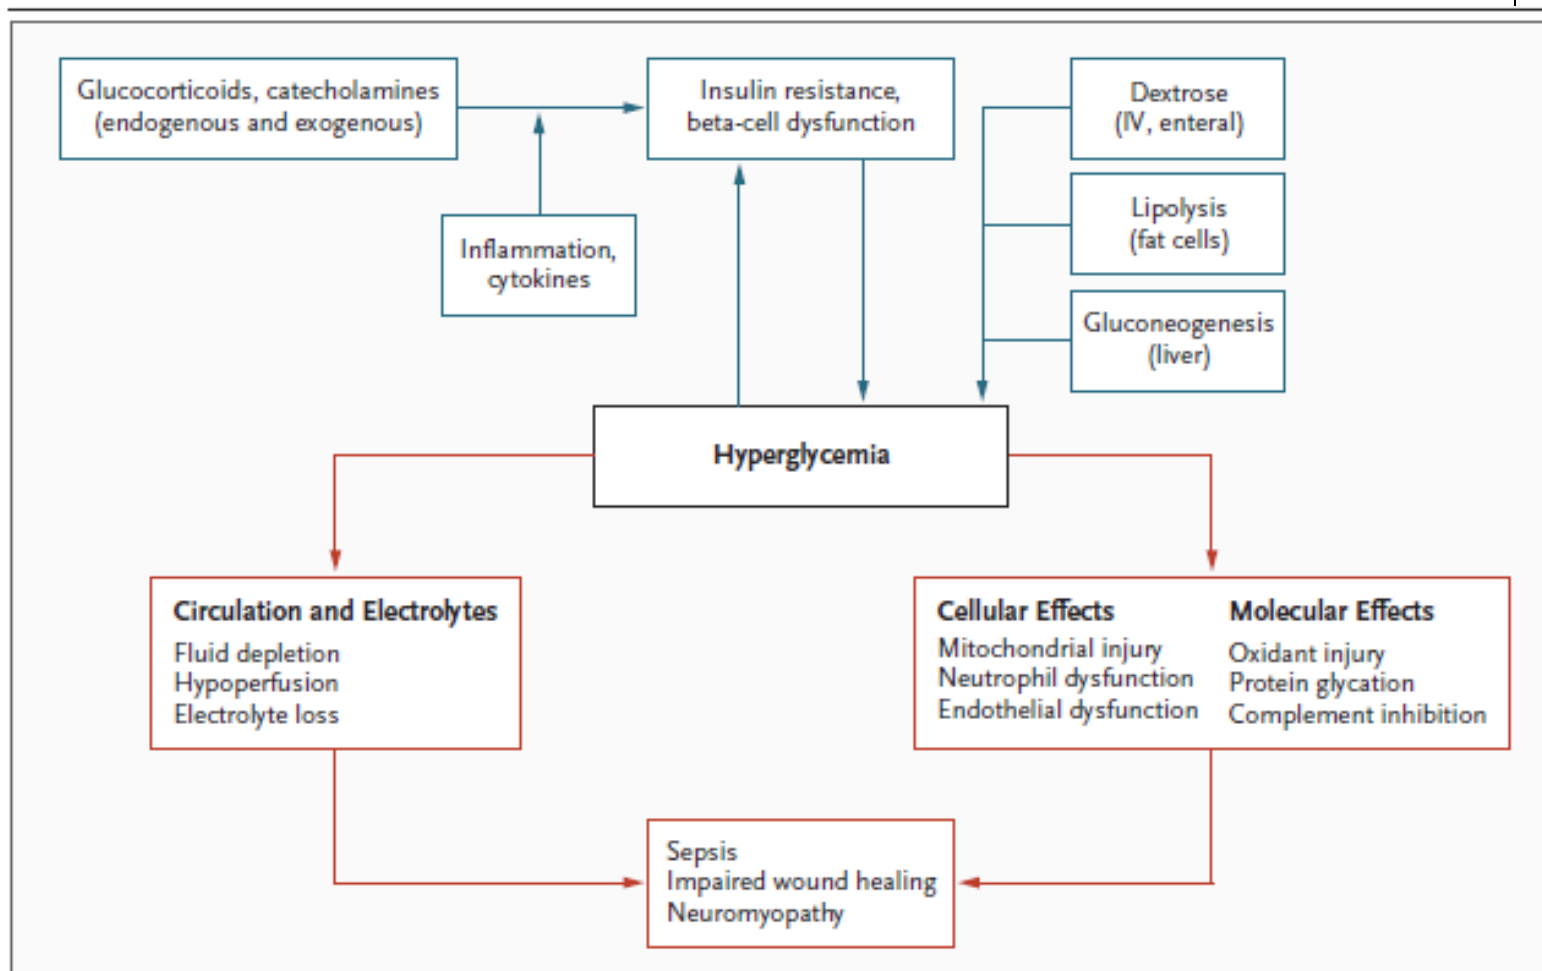 Glucocorticoids, catecholamines
(endogenous and exogenous)
Insulin resistance,
beta-cell dysfunction
Dextrose
(IV, enteral)
Inflammation,
cytokines
Lipolysis
(fat cells)
Gluconeogenesis
(liver)
Hyperglycemia
Circulation and Electrolytes
Fluid depletion
Hypoperfusion
Electrolyte loss
Cellular Effects
Mitochondrial injury
Neutrophil dysfunction
Endothelial dysfunction
Molecular Effects
Oxidant injury
Protein glycation
Complement inhibition
Sepsis
Impaired wound healing
Neuromyopathy